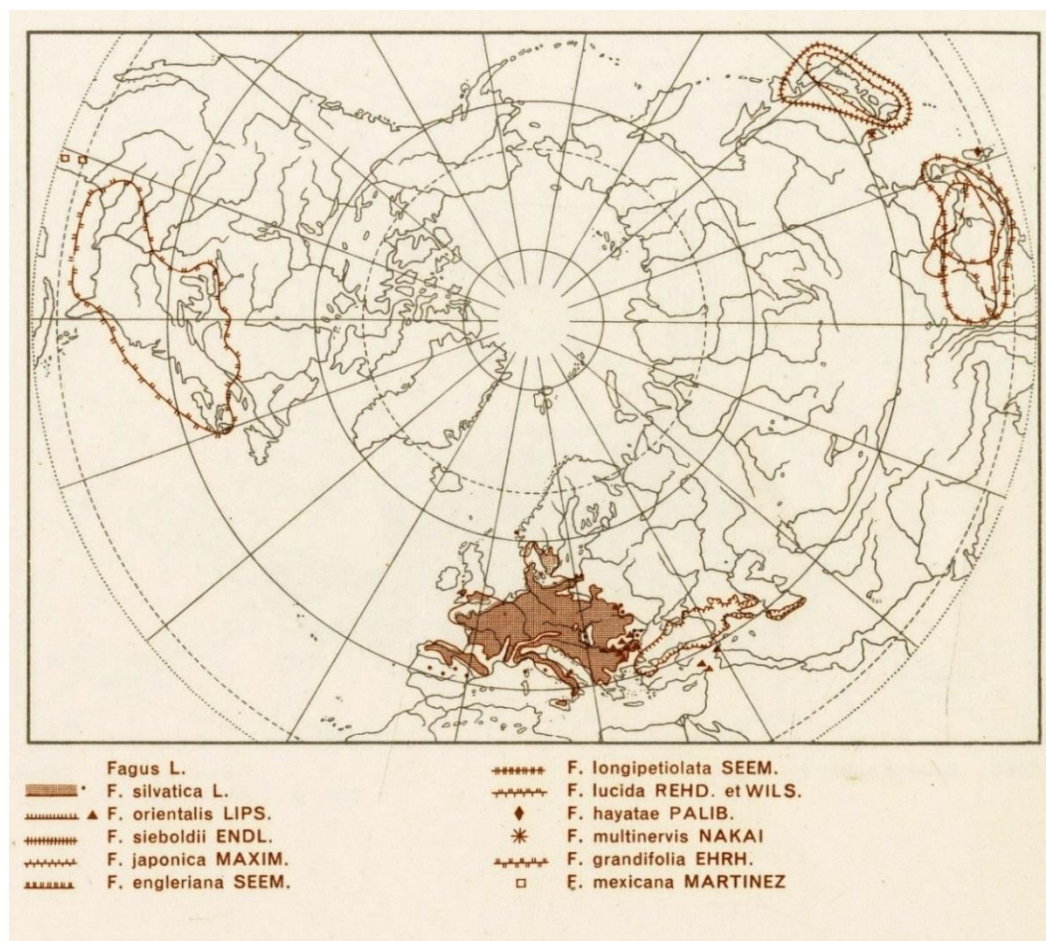 Fagus L.
F. silvatica L.
F. orientalis LIPS.
F. sieboldii ENDL.
F. japonica MAXIM.
F. engleriana SEEM.
F. longipetiolata SEEM.
F. lucida REHD. et WILS.
F. hayatae PALIB.
F. multinervis NAKAI
F. grandifolia EHRH.
F. mexicana MARTINEZ